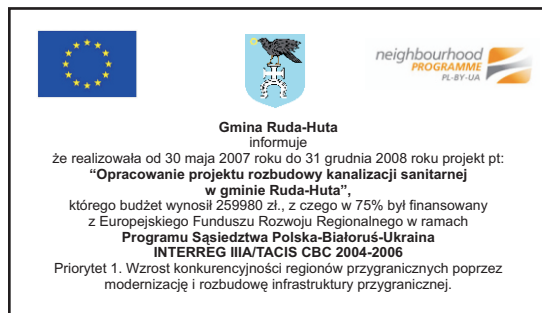 neighbourhood
PROGRAMME
PL-BY-UA
Gmina Ruda-Huta
informuje
że realizowała od 30 maja 2007 roku do 31 grudnia 2008 roku projekt pt:
“Opracowanie projektu rozbudowy kanalizacji sanitarnej
w gminie Ruda-Huta”,
którego budżet wynosił 259980 zł., z czego w 75% był finansowany
z Europejskiego Funduszu Rozwoju Regionalnego w ramach
Programu Sąsiedztwa Polska-Białoruś-Ukraina
INTERREG IIIA/TACIS CBC 2004-2006
Priorytet 1. Wzrost konkurencyjności regionów przygranicznych poprzez
modernizację i rozbudowę infrastruktury przygranicznej.